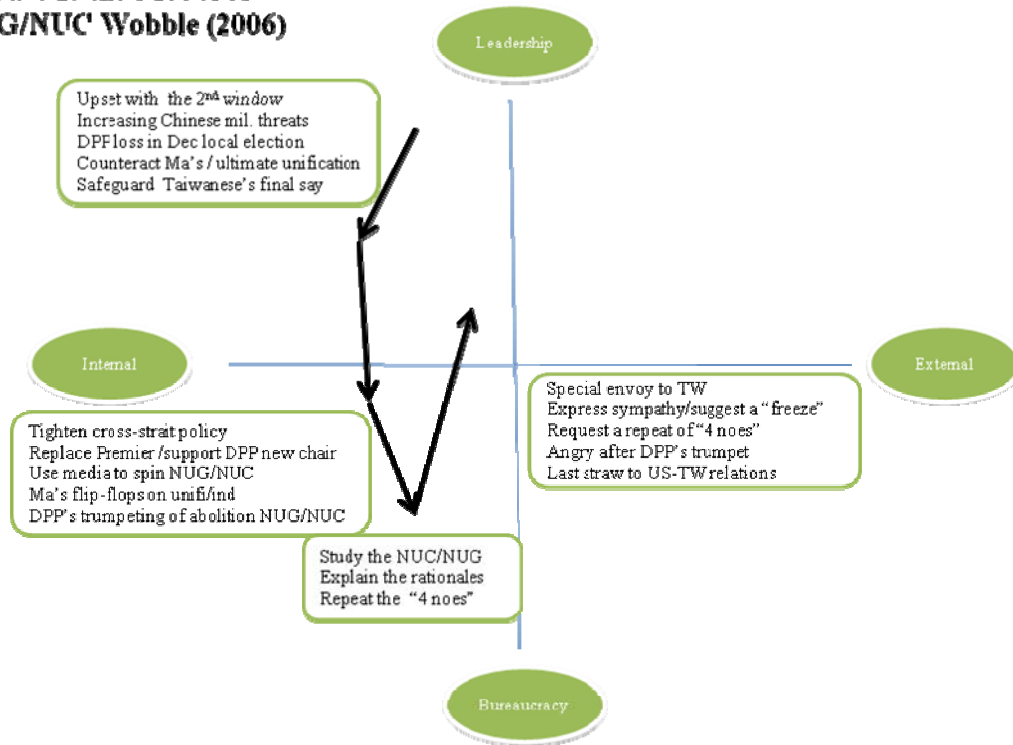 G/NUC Wobble (2006)
Leadership
Upset with the 2nd window
Increasing Chinese mil. threats
DPP loss in Dec local election
Counteract Ma's / ultimate unification
Safeguard Taiwanese's final say
Internal
External
Special envoy to TW
Express sympathy/suggest a "freeze"
Request a repeat of "4 noes"
Angry after DPP's trumpet
Last straw to US-TW relations
Tighten cross-strait policy
Replace Premier /support DPP new chair
Use media to spin NUG/NUC
Ma's flip-flops on unifi/ind
DPP's trumpeting of abolition NUG/NUC
Study the NUC/NUG
Explain the rationales
Repeat the "4 noes"
Bureaucracy